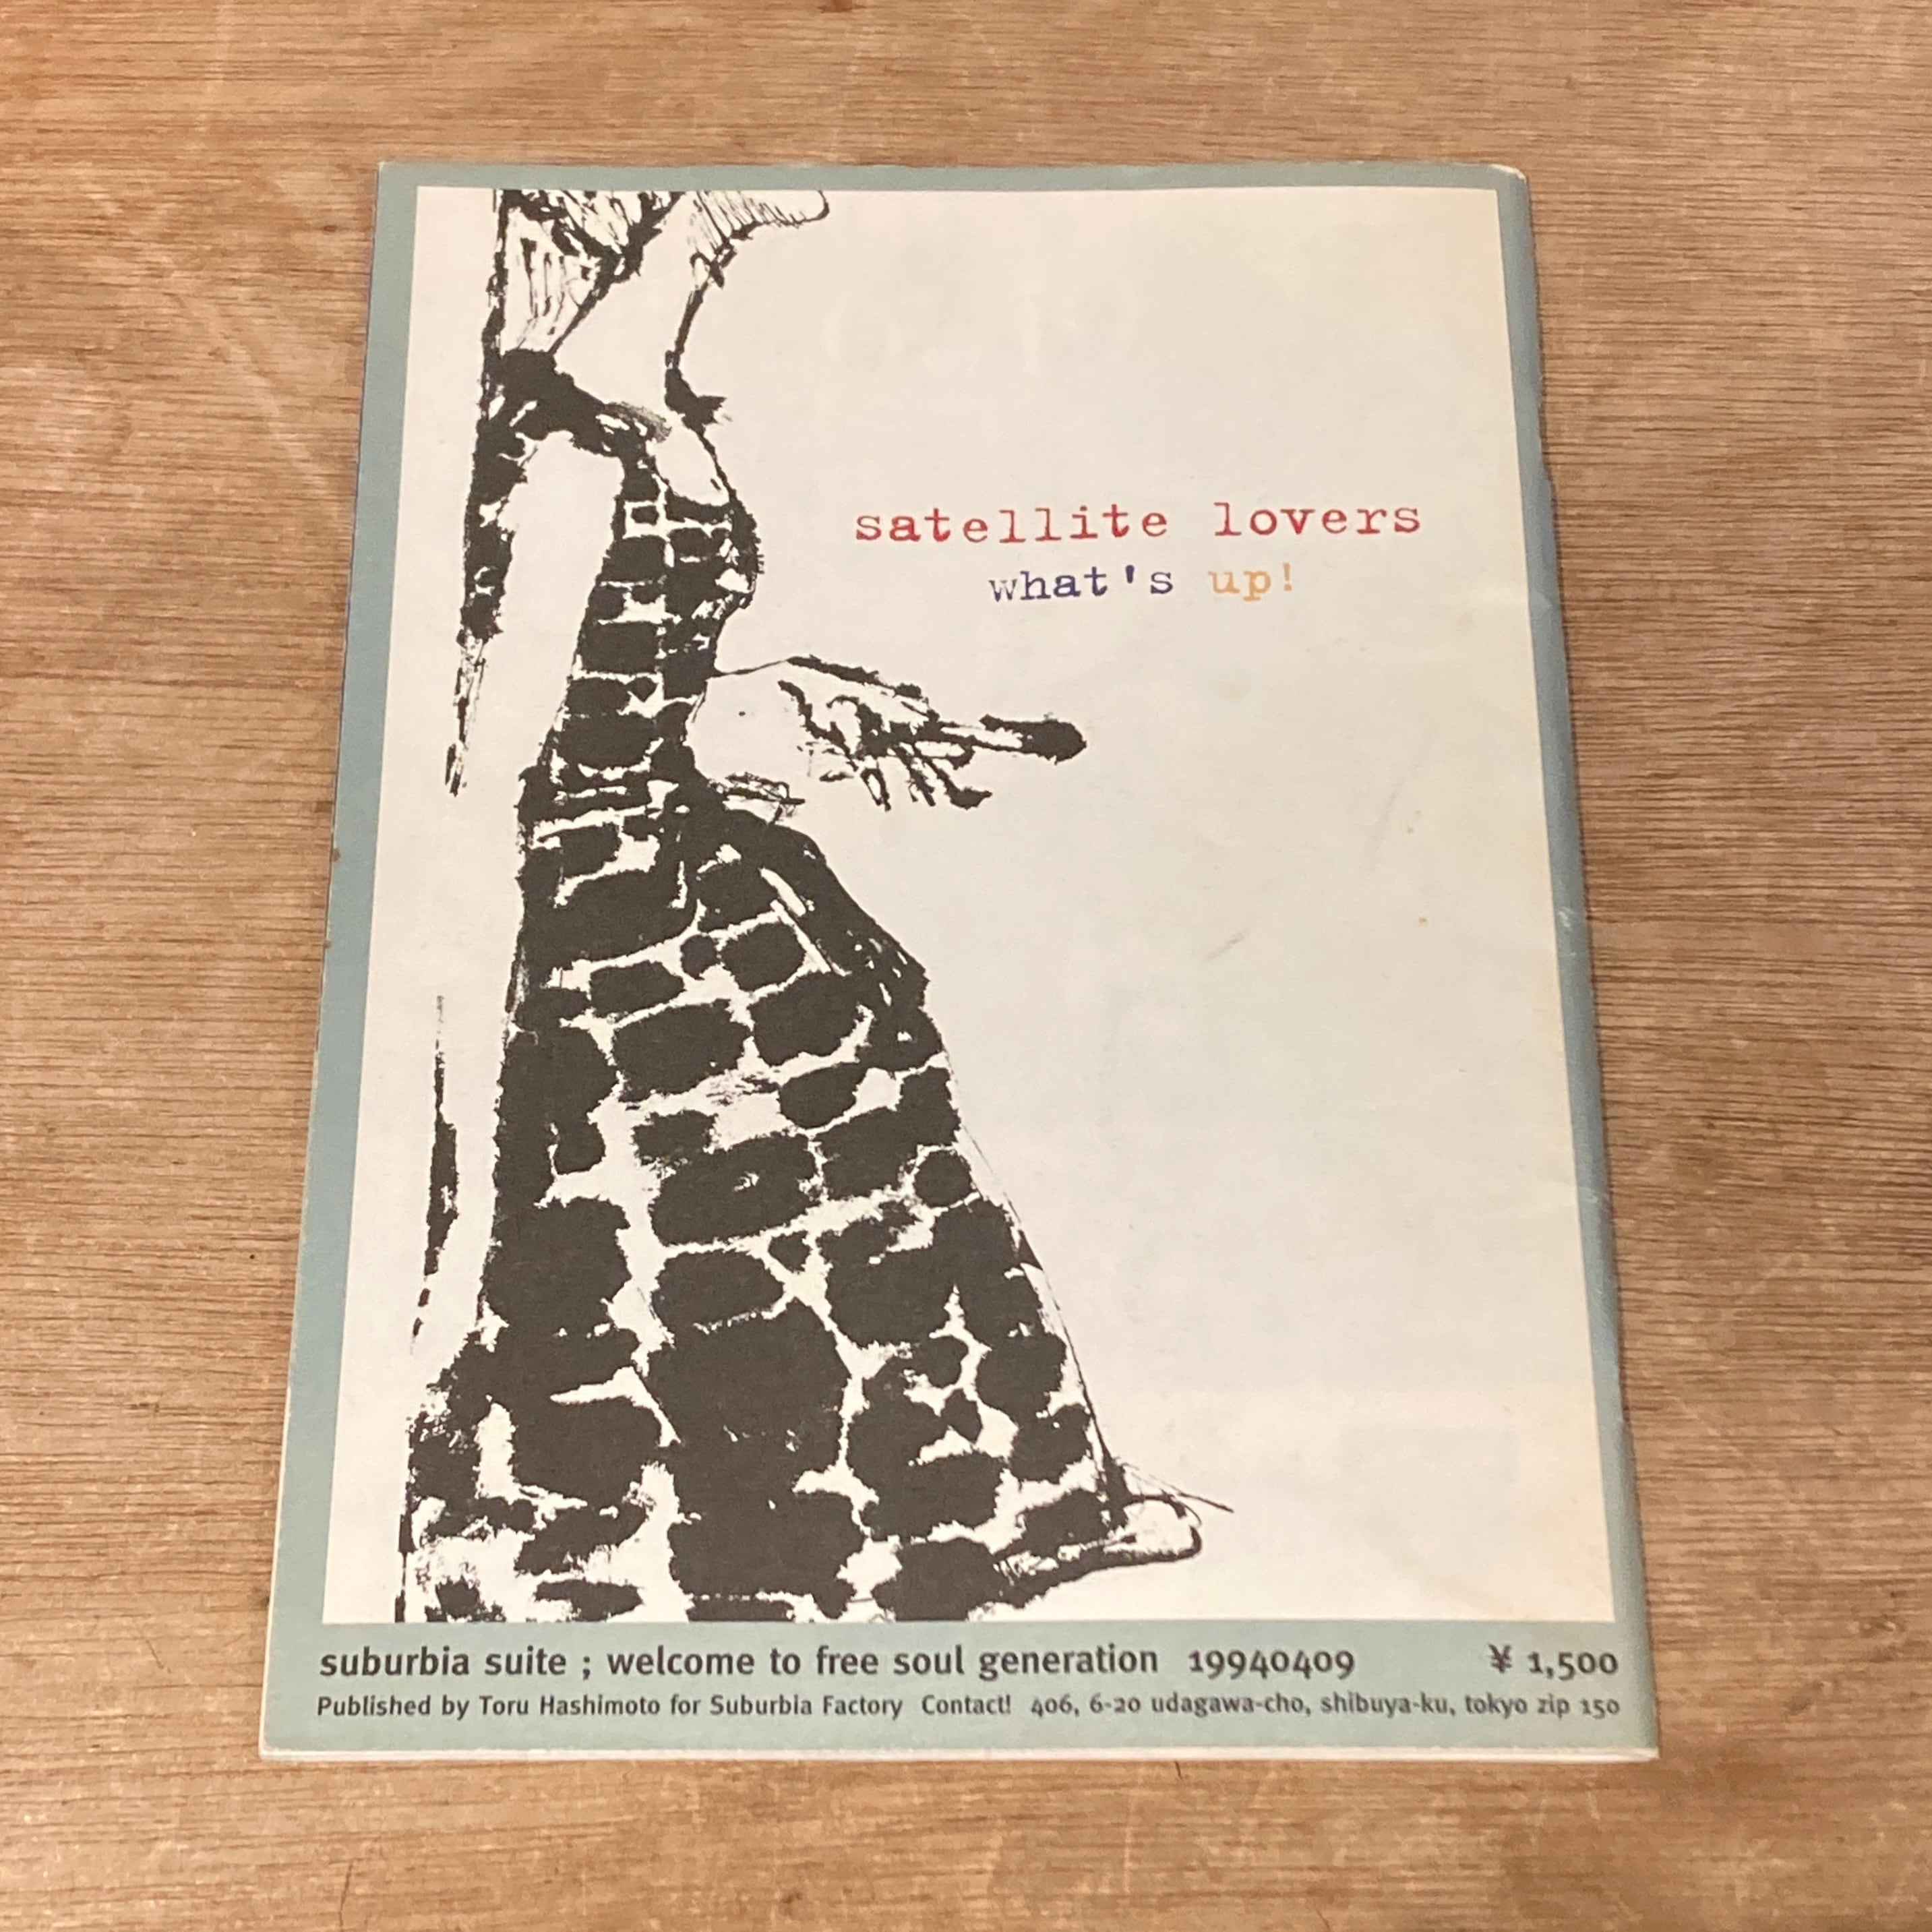 satellite lovers
what's up!
suburbia suite ; welcome to free soul generation 19940409 ¥ 1,500
Published by Toru Hashimoto for Suburbia Factory Contact! 406, 6-20 udagawa-cho, shibuya-ku, tokyo zip 150